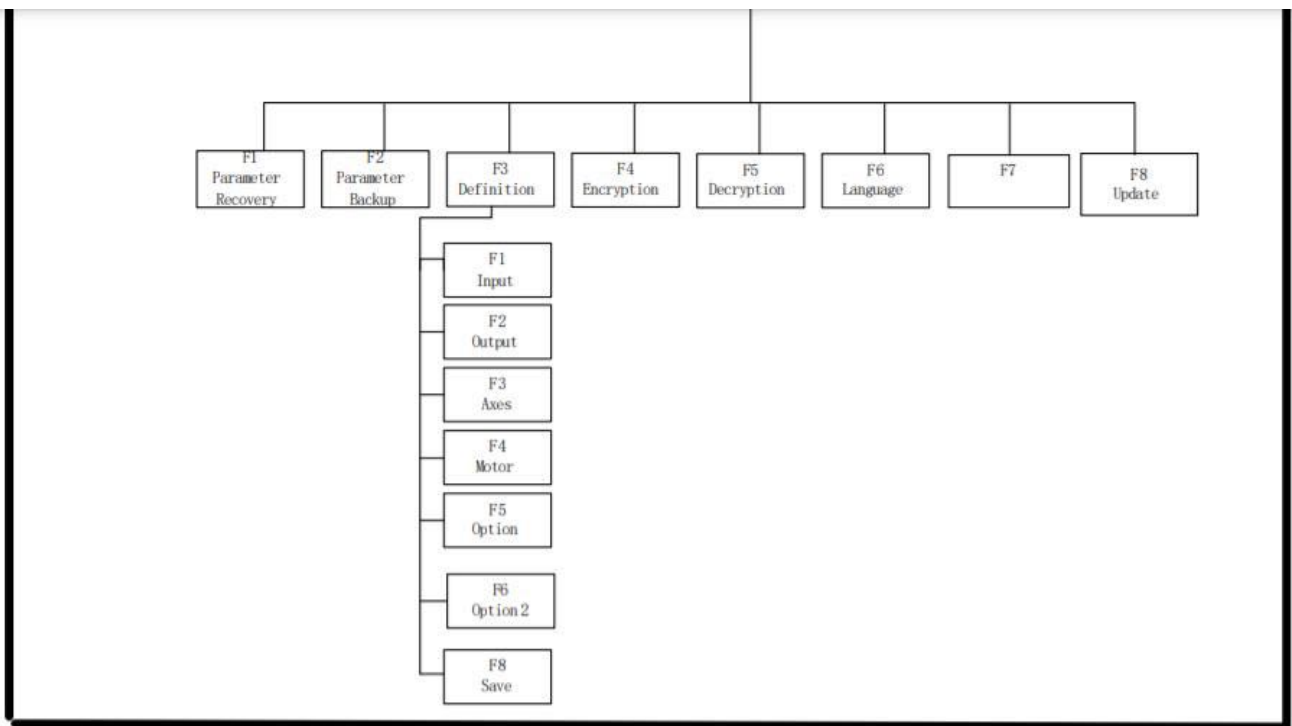 F1
Parameter
Recovery
F2
Parameter
Backup
F3
Definition
F4
Encryption
F5
Decryption
F6
Language
F7
F8
Update
F1
Input
F2
Output
F3
Axes
F4
Motor
F5
Option
F6
Option 2
F8
Save